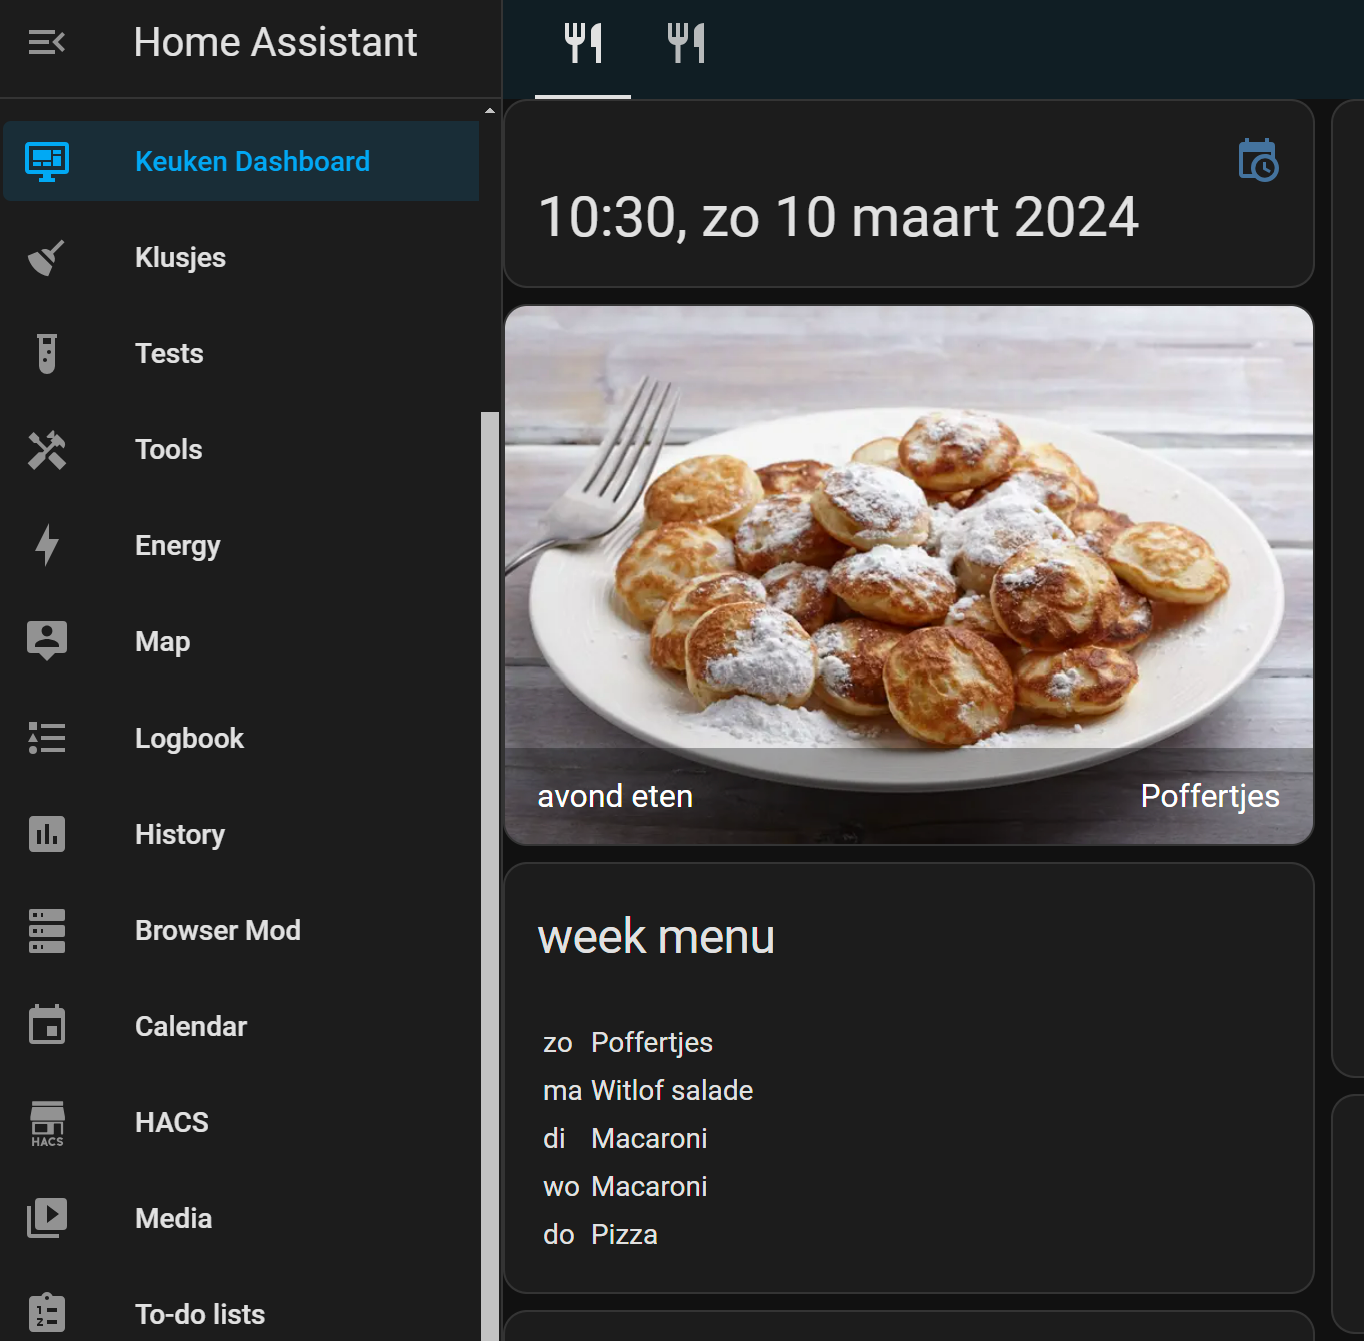 Home Assistant
Keuken Dashboard
Klusjes
Tests
Tools
Energy
Map
Logbook
History
Browser Mod
Calendar
HACS
HACS
Media
To-do lists
10:30, zo 10 maart 2024
avond eten Poffertjes
week menu
zo Poffertjes
ma Witlof salade
di Macaroni
wo Macaroni
do Pizza